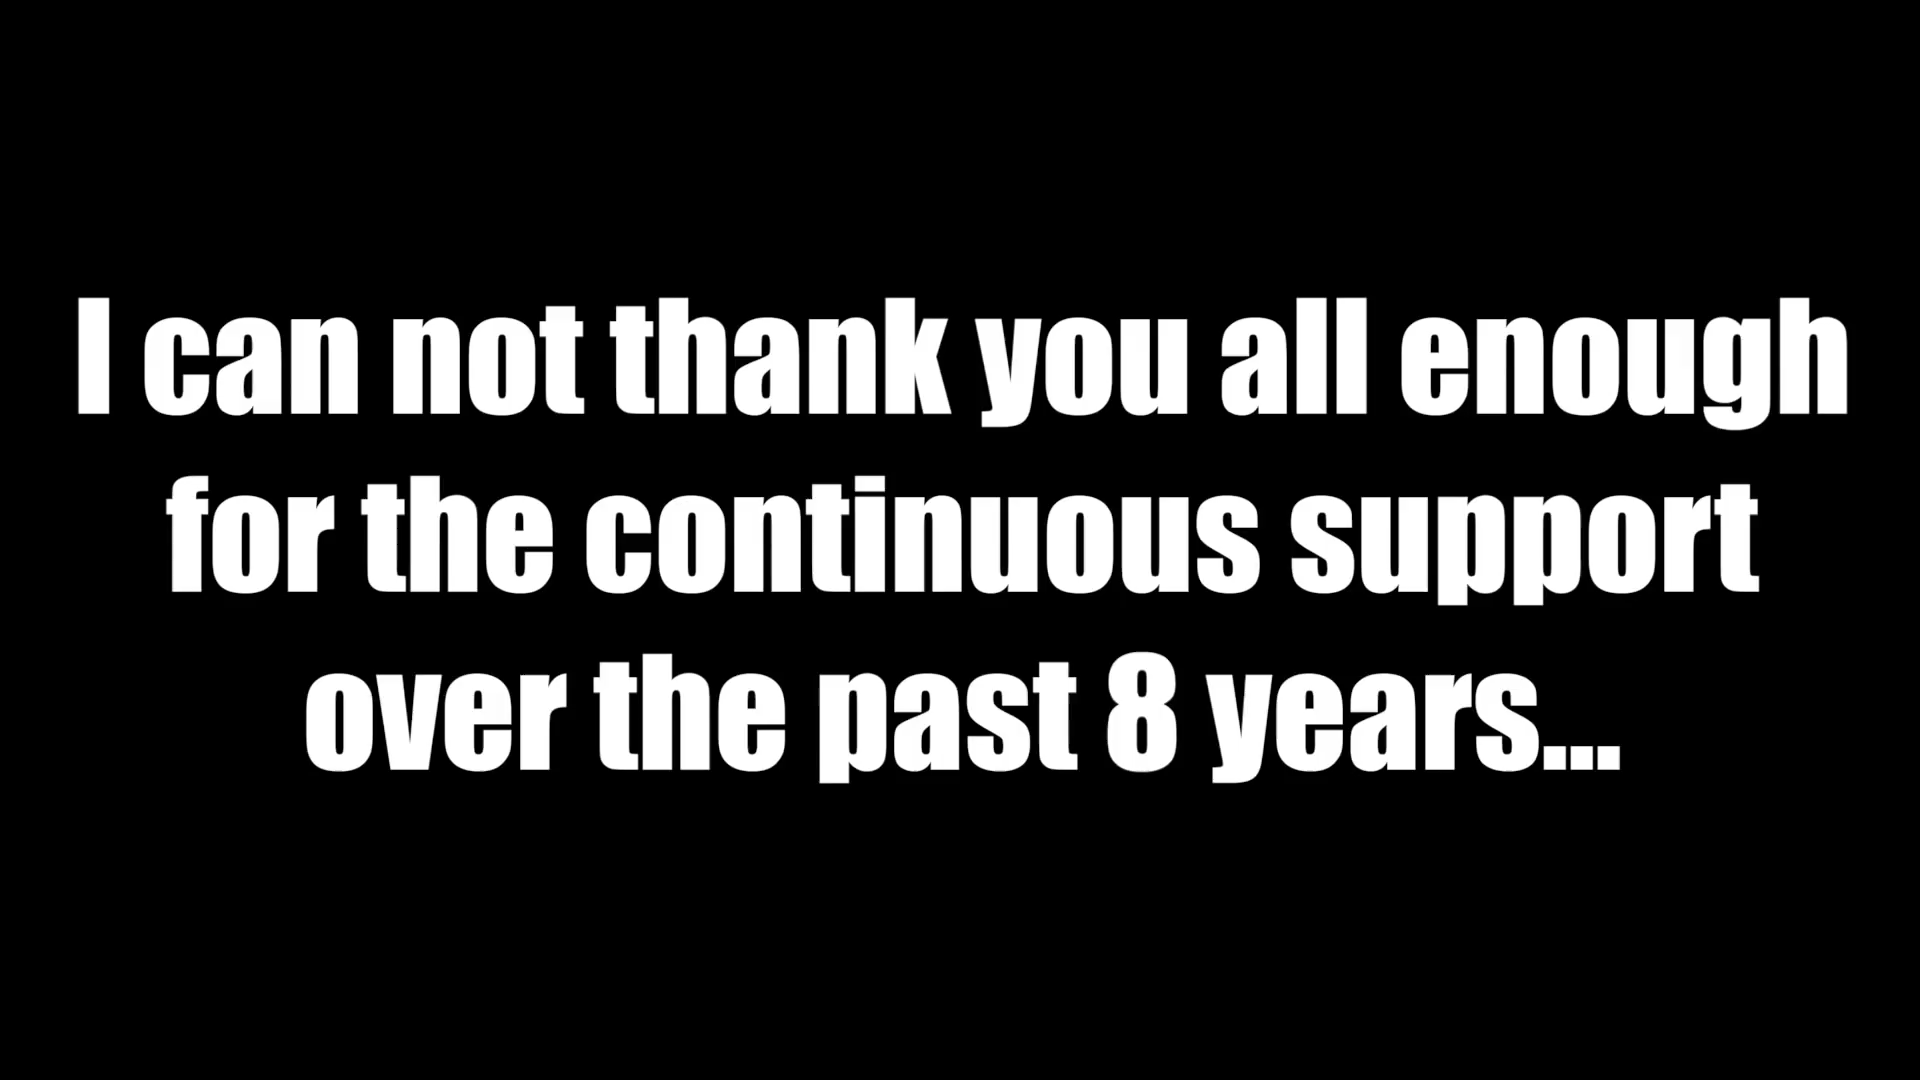 I can not thank you all enough
for the continuous support
over the past 8 years...